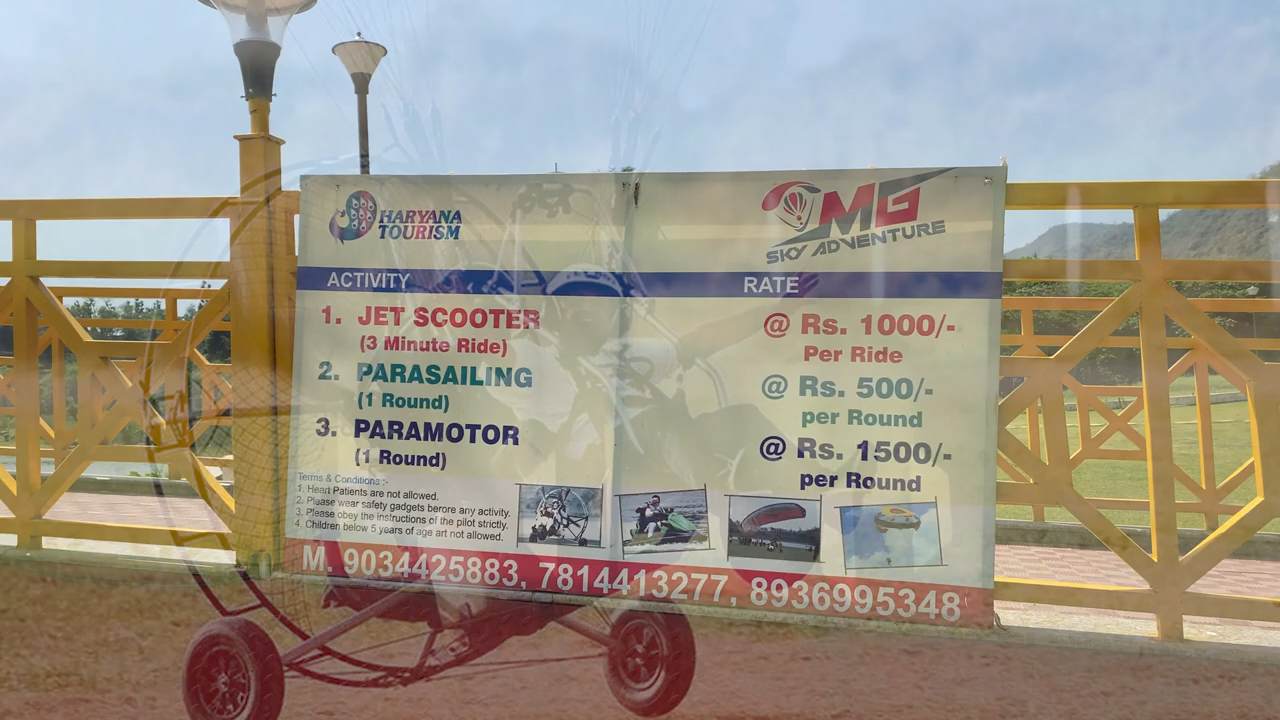 HARYANA
TOURISM
MG
SKY ADVENTURE
ACTIVITY RATE
1. JET SCOOTER @ Rs. 1000/-
(3 Minute Ride) Per Ride
2. PARASAILING @ Rs. 500/-
(1 Round) per Round
3. PARAMOTOR @ Rs. 1500/-
(1 Round) per Round
Terms & Conditions :-
1. Heart Patients are not allowed.
2. Please wear safety gadgets berore any activity.
3. Please obey the instructions of the pilot strictly.
4. Children below 5 years of age art not allowed.
M. 9034425883, 7814413277, 8936995348